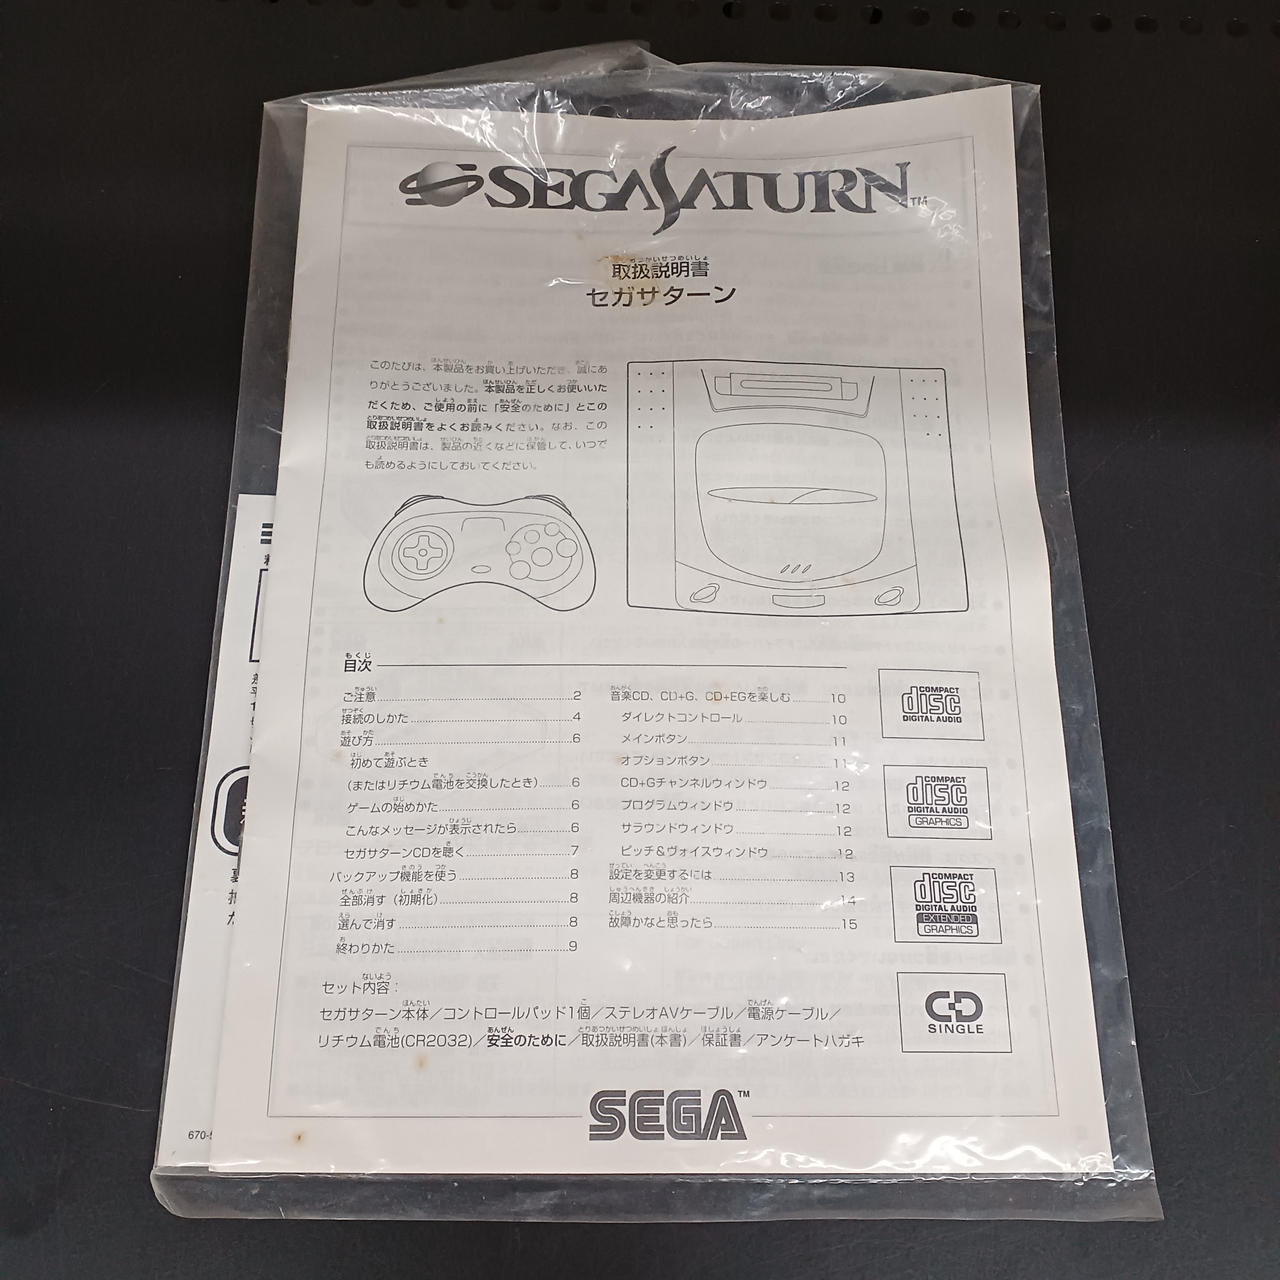 SEGA SATURN™
とりあつかいせつめいしょ
取扱説明書
セガサターン
このたびは、本製品をお買い上げいただき、誠にあ
りがとうございました。本製品を正しくお使いいた
だくため、ご使用の前に「安全のために」とこの
取扱説明書をよくお読みください。なお、この
取扱説明書は、製品の近くなどに保管して、いつで
も読めるようにしておいてください。
もくじ
目次
ご注意 2
接続のしかた 4
遊び方 6
初めて遊ぶとき
(またはリチウム電池を交換したとき) 6
ゲームの始めかた 6
こんなメッセージが表示されたら 6
セガサターンCDを聴く 7
バックアップ機能を使う 8
全部消す（初期化） 8
選んで消す 8
終わりかた 9
音楽CD、CD+G、CD+EGを楽しむ 10
ダイレクトコントロール 10
メインボタン 11
オプションボタン 11
CD+Gチャンネルウィンドウ 12
プログラムウィンドウ 12
サラウンドウィンドウ 12
ピッチ＆ヴォイスウィンドウ 12
設定を変更するには 13
周辺機器の紹介 14
故障かなと思ったら 15
COMPACT
disc
DIGITAL AUDIO
COMPACT
disc
DIGITAL AUDIO
GRAPHICS
COMPACT
disc
DIGITAL AUDIO
EXTENDED
GRAPHICS
CD
SINGLE
セット内容：
セガサターン本体／コントロールパッド1個／ステレオAVケーブル／電源ケーブル／
リチウム電池(CR2032)／安全のために／取扱説明書(本書)／保証書／アンケートハガキ
SEGA™
670-